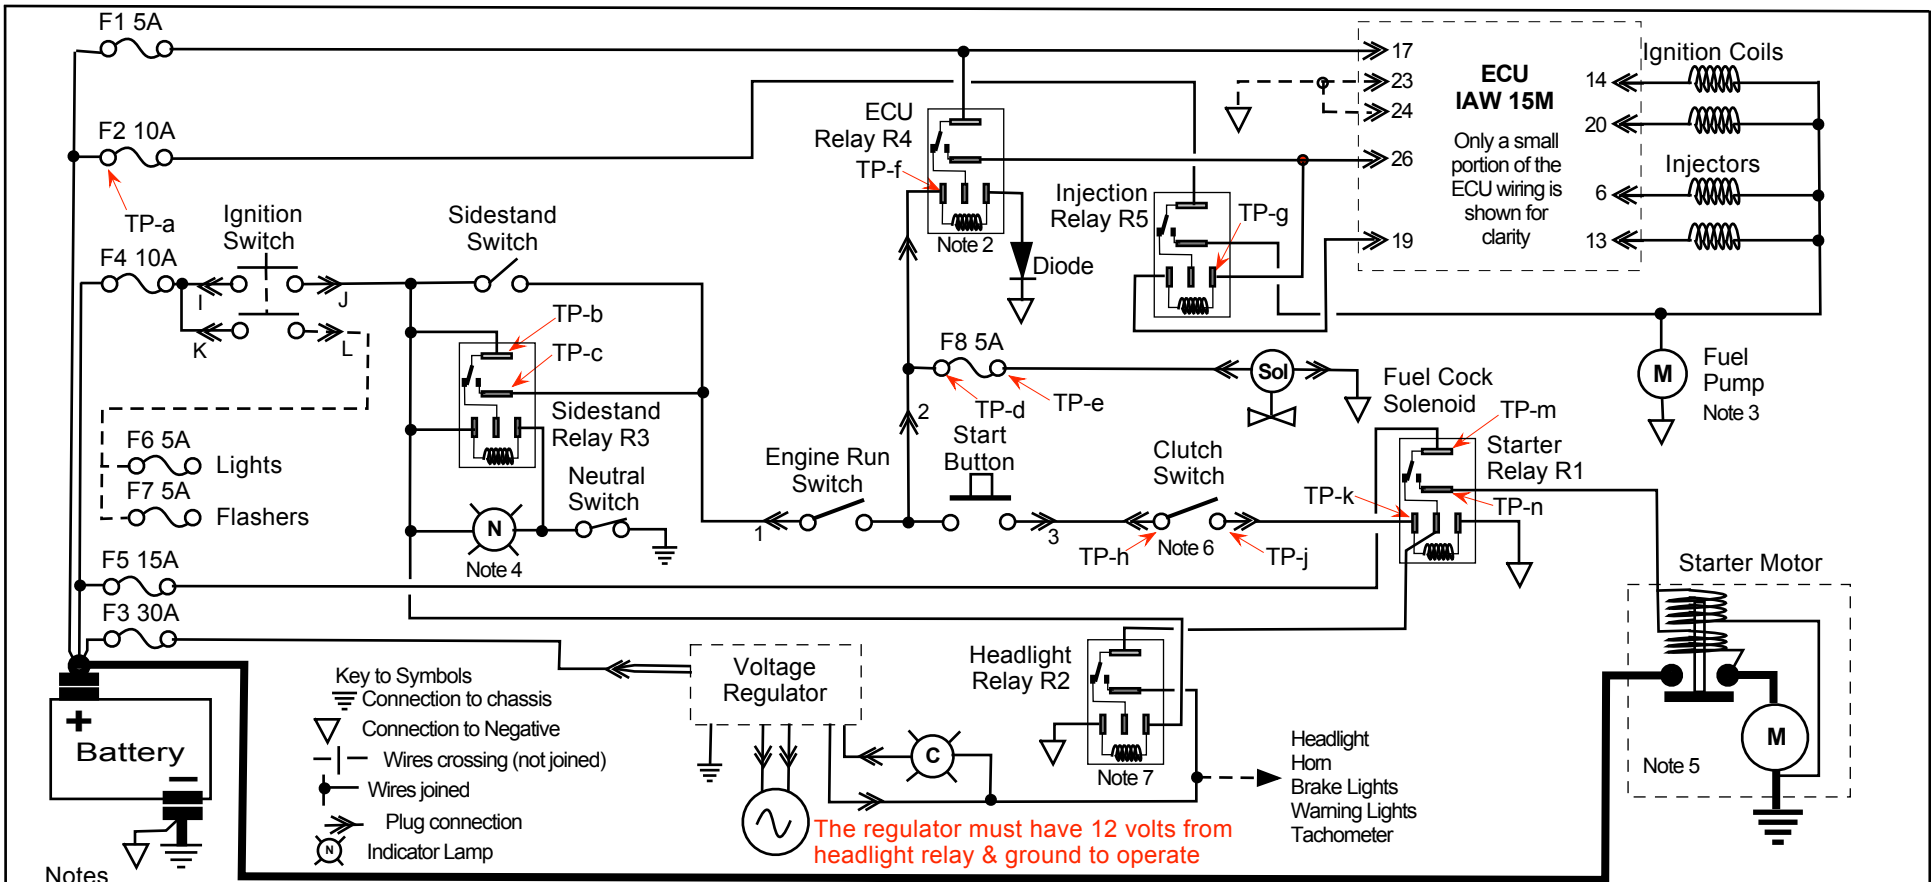 F1 5A
F2 10A
TP-a
F4 10A
Ignition
Switch
I
J
K
L
Sidestand
Switch
TP-b
TP-c
Sidestand
Relay R3
F6 5A
Lights
F7 5A
Flashers
N
Note 4
Neutral
Switch
F5 15A
F3 30A
ECU
Relay R4
TP-f
Note 2
Diode
Injection
Relay R5
TP-g
17
23
24
26
19
ECU
IAW 15M
Only a small
portion of the
ECU wiring is
shown for
clarity
14
20
6
13
Ignition Coils
Injectors
M
Fuel
Pump
Note 3
F8 5A
TP-d
TP-e
Sol
Fuel Cock
Solenoid
2
Engine Run
Switch
1
Start
Button
3
Clutch
Switch
TP-h
Note 6
TP-j
TP-k
TP-m
Starter
Relay R1
TP-n
Starter Motor
M
Note 5
Voltage
Regulator
C
Headlight
Relay R2
Note 7
Headlight
Horn
Brake Lights
Warning Lights
Tachometer
The regulator must have 12 volts from
headlight relay & ground to operate
+
Battery
Key to Symbols
Connection to chassis
Connection to Negative
Wires crossing (not joined)
Wires joined
Plug connection
N
Indicator Lamp
Notes